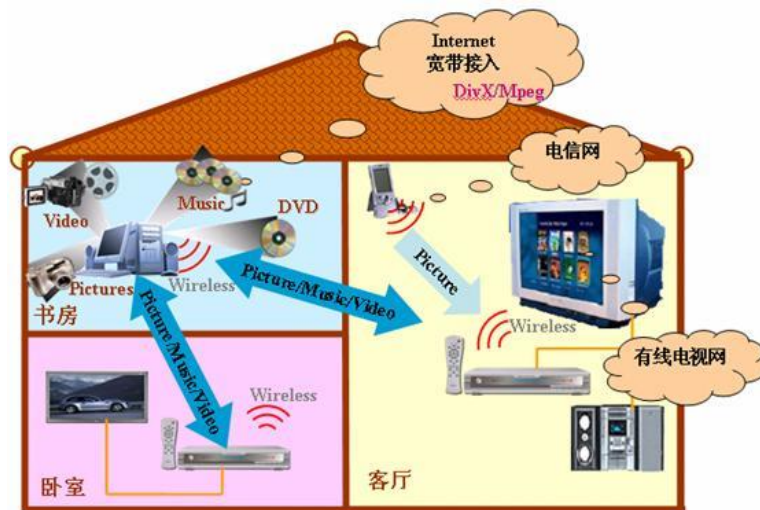 Internet
宽带接入
DivX/Mpeg
电信网
Video
Music
DVD
Pictures
Wireless
书房
Picture/Music/Video
Picture/Music/Video
Picture
Wireless
有线电视网
Wireless
卧室
客厅